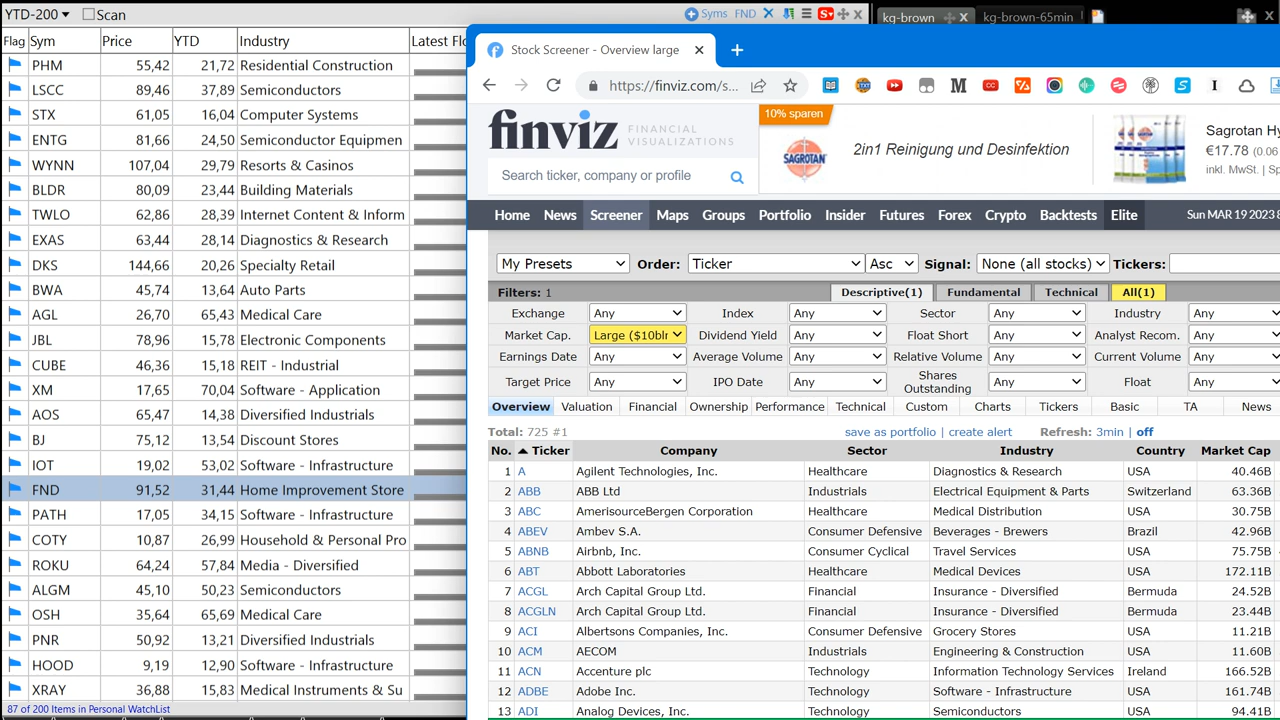 YTD-200 Scan Syms FND S
Flag Sym Price YTD Industry Latest Flo
PHM 55,42 21,72 Residential Construction
LSCC 89,46 37,89 Semiconductors
STX 61,05 16,04 Computer Systems
ENTG 81,66 24,50 Semiconductor Equipmen
WYNN 107,04 29,79 Resorts & Casinos
BLDR 80,09 23,44 Building Materials
TWLO 62,86 28,39 Internet Content & Inform
EXAS 63,44 28,14 Diagnostics & Research
DKS 144,66 20,26 Specialty Retail
BWA 45,74 13,64 Auto Parts
AGL 26,70 65,43 Medical Care
JBL 78,96 15,78 Electronic Components
CUBE 46,36 15,18 REIT - Industrial
XM 17,65 70,04 Software - Application
AOS 65,47 14,38 Diversified Industrials
BJ 75,12 13,54 Discount Stores
IOT 19,02 53,02 Software - Infrastructure
FND 91,52 31,44 Home Improvement Store
PATH 17,05 34,15 Software - Infrastructure
COTY 10,87 26,99 Household & Personal Pro
ROKU 64,24 57,84 Media - Diversified
ALGM 45,10 50,23 Semiconductors
OSH 35,64 65,69 Medical Care
PNR 50,92 13,21 Diversified Industrials
HOOD 9,19 12,90 Software - Infrastructure
XRAY 36,88 15,83 Medical Instruments & Su
87 of 200 Items in Personal WatchList
kg-brown kg-brown-65min
Stock Screener - Overview large
https://finviz.com/s...
finviz FINANCIAL
VISUALIZATIONS
Search ticker, company or profile
10% sparen
SAGROTAN
2in1 Reinigung und Desinfektion
Sagrotan Hy
€17.78 (0.06
inkl. MwSt. | Sp
Home News Screener Maps Groups Portfolio Insider Futures Forex Crypto Backtests Elite Sun MAR 19 2023 8
My Presets Order: Ticker Asc Signal: None (all stocks) Tickers:
Filters: 1 Descriptive(1) Fundamental Technical All(1)
Exchange Any Index Any Sector Any Industry Any
Market Cap. Large ($10bln Dividend Yield Any Float Short Any Analyst Recom. Any
Earnings Date Any Average Volume Any Relative Volume Any Current Volume Any
Target Price Any IPO Date Any Shares Outstanding Any Float Any
Overview Valuation Financial Ownership Performance Technical Custom Charts Tickers Basic TA News
Total: 725 #1 save as portfolio | create alert Refresh: 3min | off
No. Ticker Company Sector Industry Country Market Cap
1 A Agilent Technologies, Inc. Healthcare Diagnostics & Research USA 40.46B
2 ABB ABB Ltd Industrials Electrical Equipment & Parts Switzerland 63.36B
3 ABC AmerisourceBergen Corporation Healthcare Medical Distribution USA 30.75B
4 ABEV Ambev S.A. Consumer Defensive Beverages - Brewers Brazil 42.96B
5 ABNB Airbnb, Inc. Consumer Cyclical Travel Services USA 75.75B
6 ABT Abbott Laboratories Healthcare Medical Devices USA 172.11B
7 ACGL Arch Capital Group Ltd. Financial Insurance - Diversified Bermuda 24.52B
8 ACGLN Arch Capital Group Ltd. Financial Insurance - Diversified Bermuda 23.44B
9 ACI Albertsons Companies, Inc. Consumer Defensive Grocery Stores USA 11.21B
10 ACM AECOM Industrials Engineering & Construction USA 11.60B
11 ACN Accenture plc Technology Information Technology Services Ireland 166.52B
12 ADBE Adobe Inc. Technology Software - Infrastructure USA 161.74B
13 ADI Analog Devices, Inc. Technology Semiconductors USA 94.41B